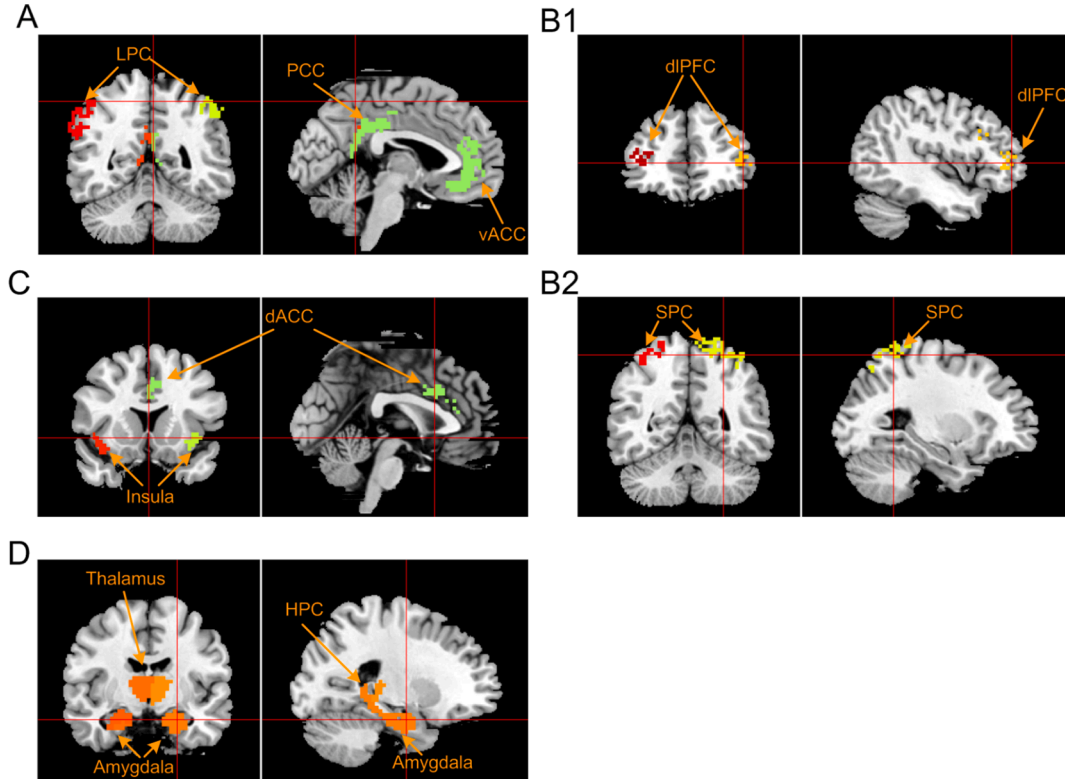 A
LPC
PCC
vACC
B1
dlPFC
dlPFC
C
dACC
Insula
B2
SPC
SPC
D
Thalamus
HPC
Amygdala
Amygdala